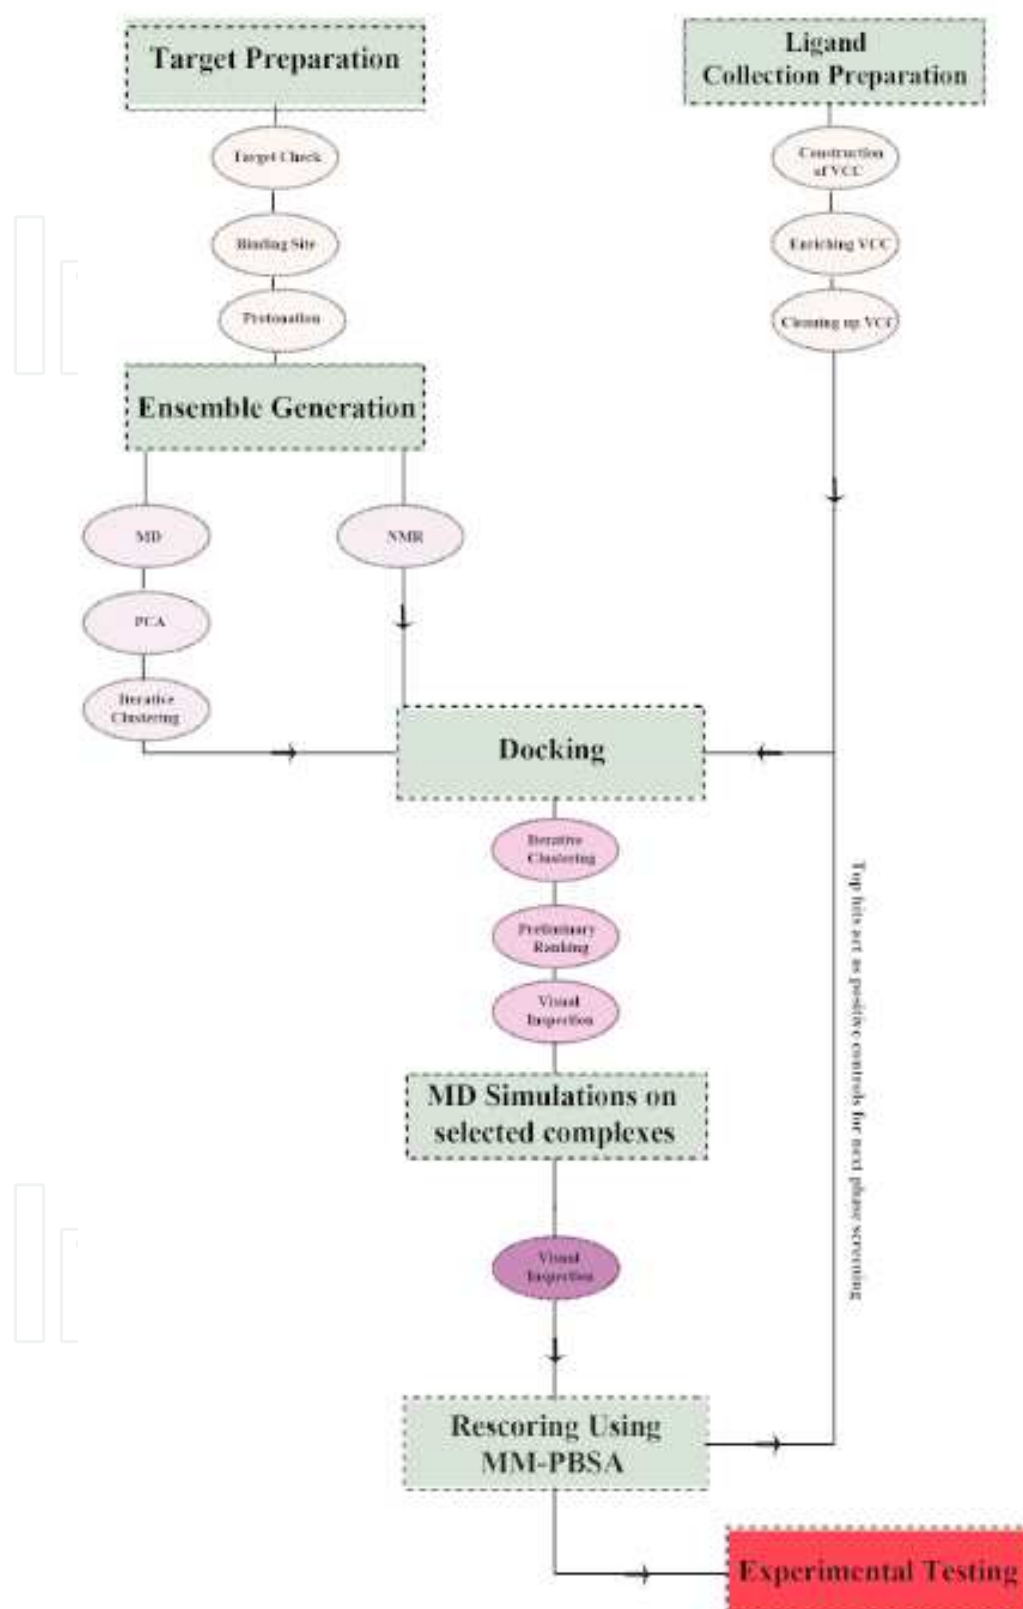 Target Preparation
Target Check
Binding Site
Protonation
Ensemble Generation
MD
PCA
Iterative
Clustering
NMR
Ligand
Collection Preparation
Construction
of VCC
Enriching VCC
Cleaning up VCC
Docking
Iterative
Clustering
Preliminary
Ranking
Visual
Inspection
MD Simulations on
selected complexes
Visual
Inspection
Rescoring Using
MM-PBSA
Top hits act as positive controls for next phase screening
Experimental Testing